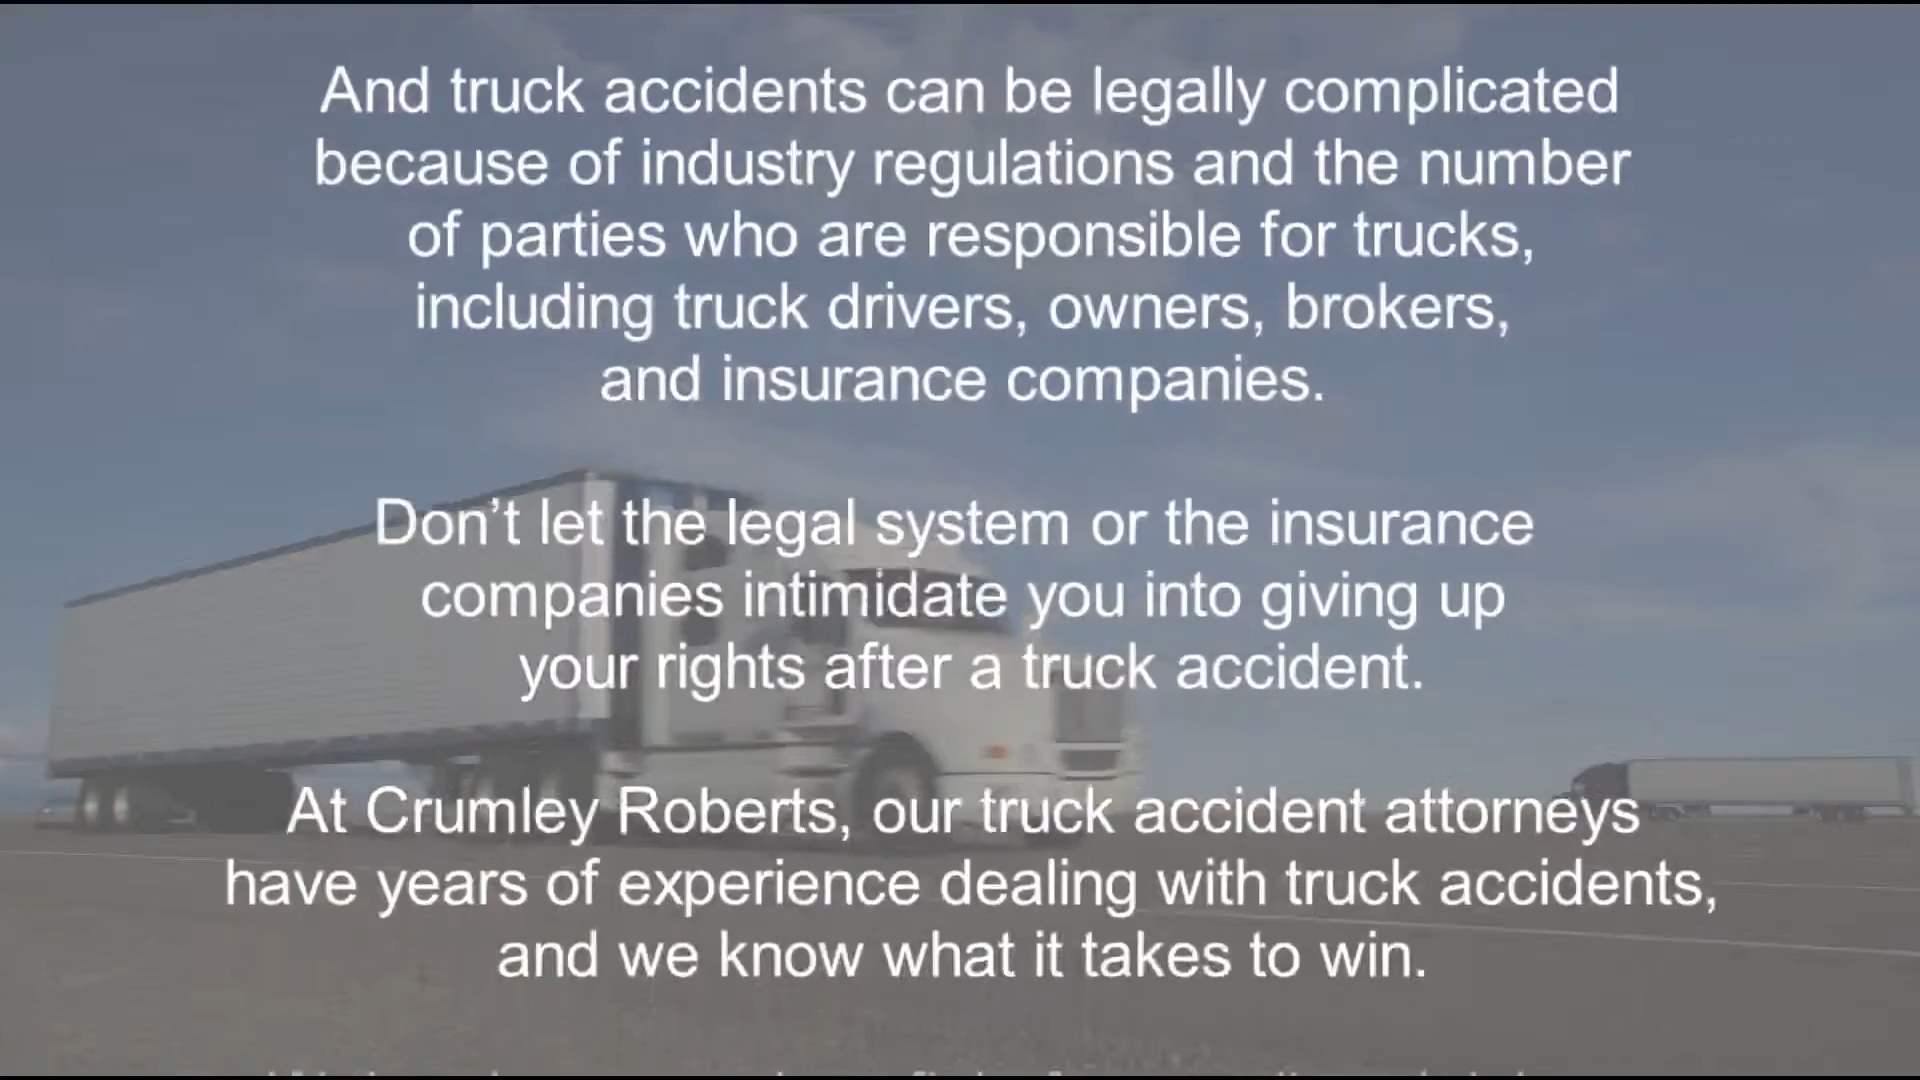 And truck accidents can be legally complicated
because of industry regulations and the number
of parties who are responsible for trucks,
including truck drivers, owners, brokers,
and insurance companies.
Don’t let the legal system or the insurance
companies intimidate you into giving up
your rights after a truck accident.
At Crumley Roberts, our truck accident attorneys
have years of experience dealing with truck accidents,
and we know what it takes to win.